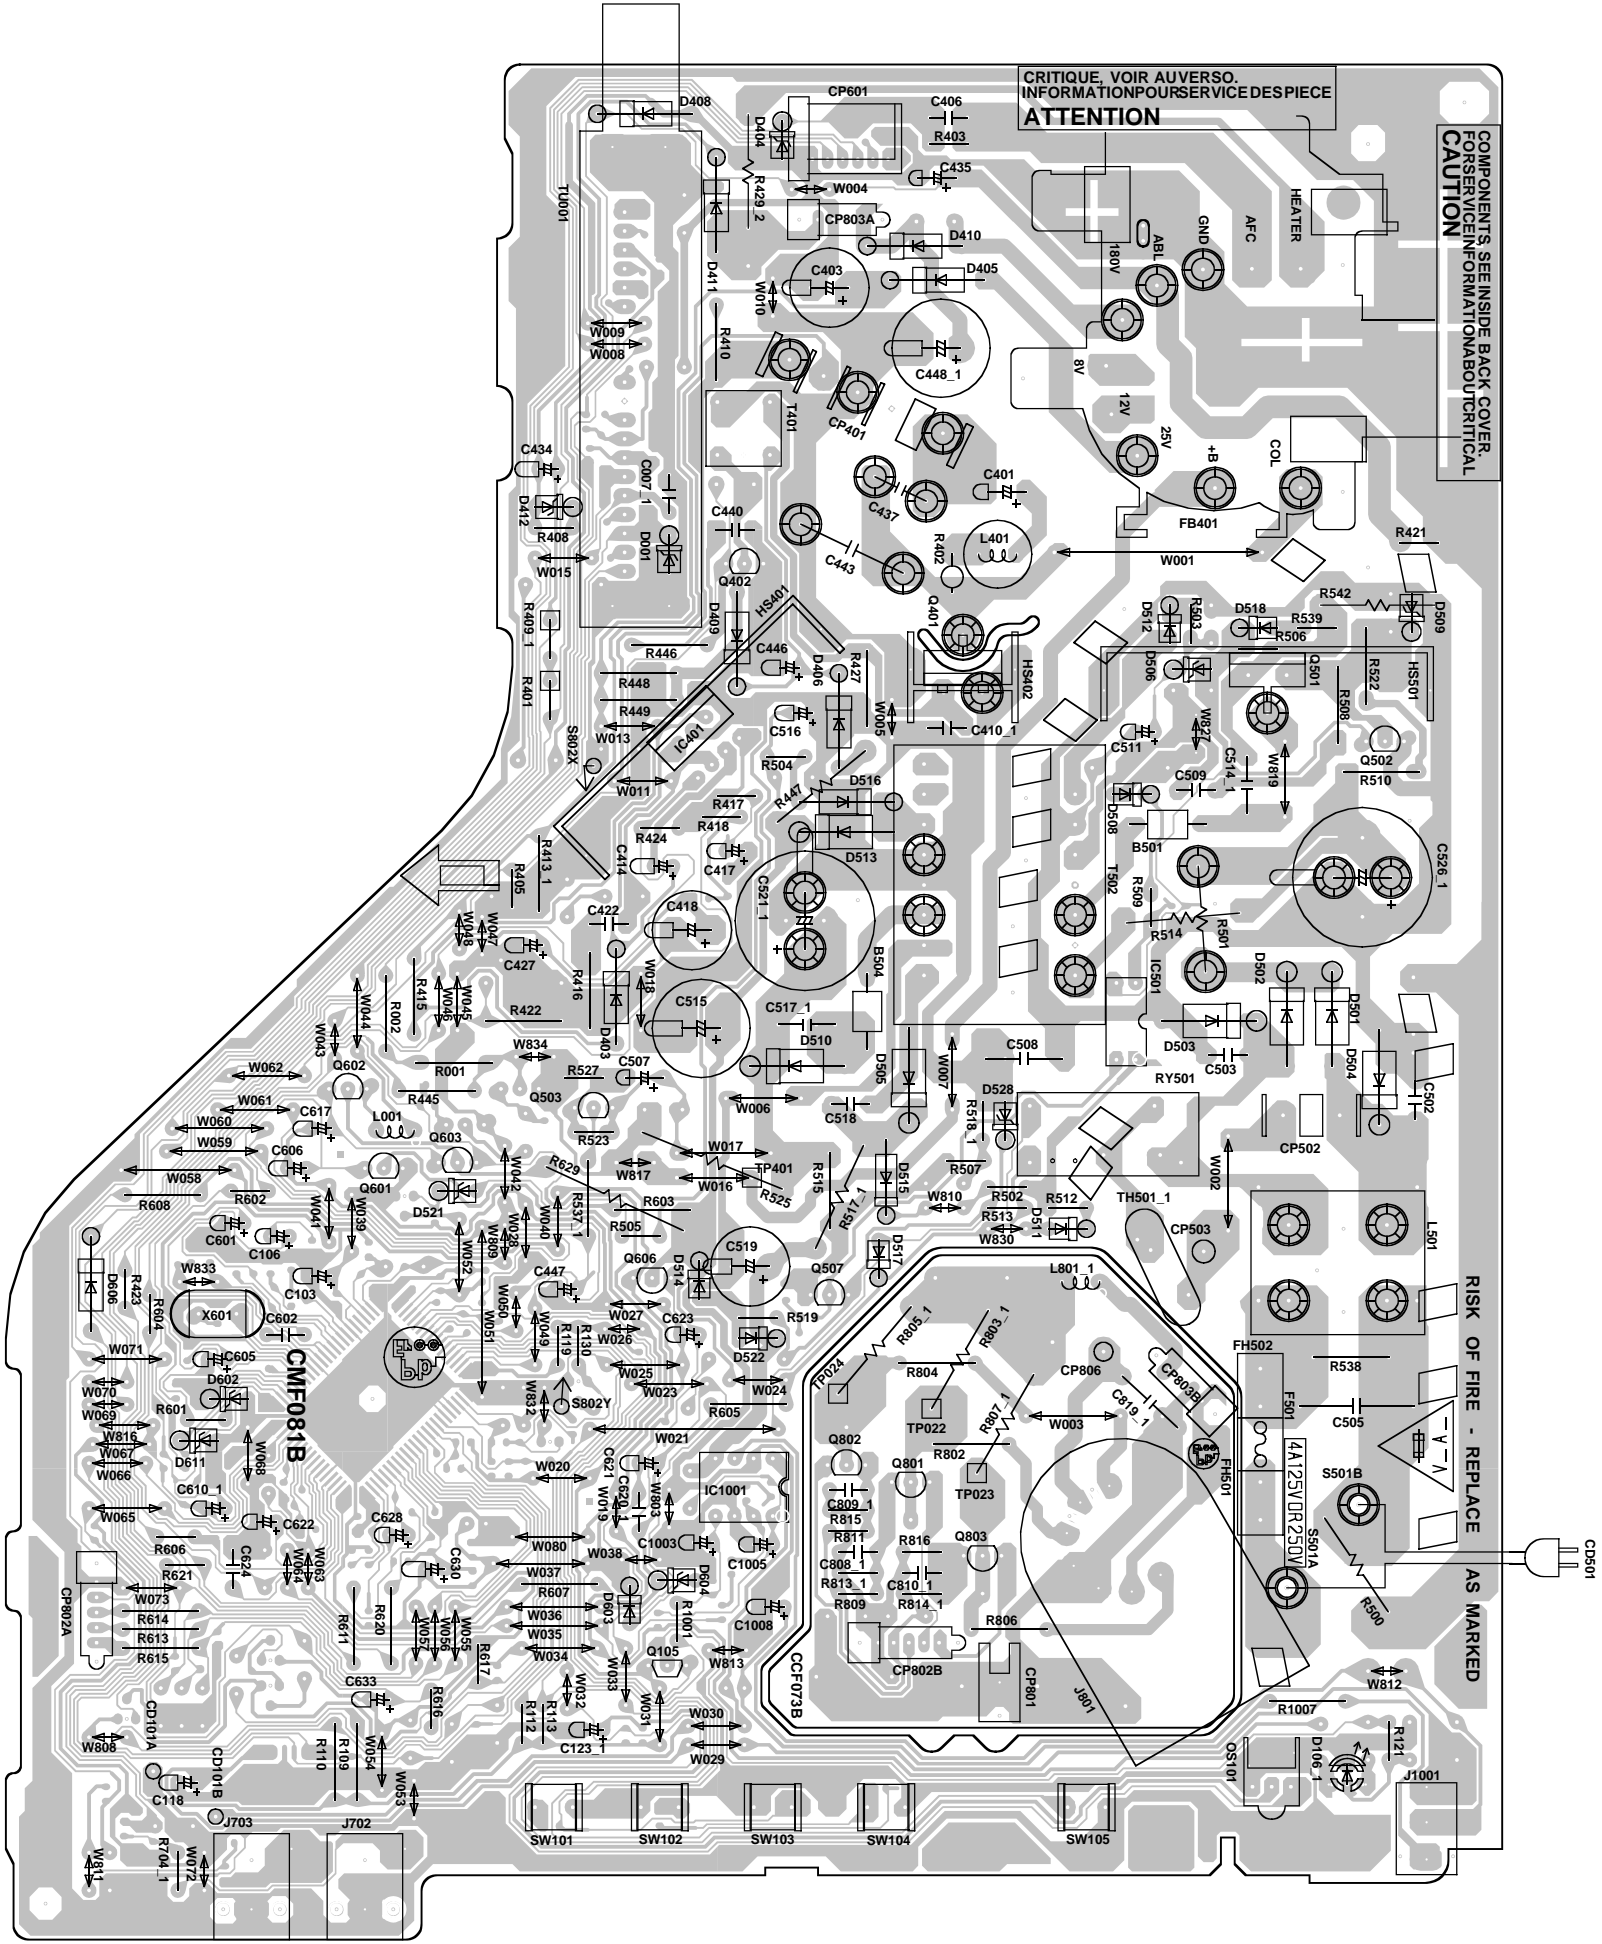 CRITIQUE, VOIR AU VERSO.
INFORMATION POUR SERVICE DES PIECE
ATTENTION
COMPONENTS, SEE INSIDE BACK COVER.
FOR SERVICE INFORMATION ABOUT CRITICAL
CAUTION
D408
D404
CP601
C406
R403
C435
TU001
R429_2
W004
CP803A
D410
D411
C403
D405
W010
180V
ABL
GND
AFC
HEATER
W009
W008
R410
C448_1
8V
T401
CP401
12V
25V
+B
COL
C434
C007_1
D412
R408
D001
W015
C440
Q402
C437
C401
C443
R402
L401
FB401
W001
R421
R409_1
R401
D409
HS401
Q401
D512
R503
D518
R539
R506
R542
D509
R446
C446
D406
R427
HS402
D506
Q501
R508
R522
HS501
R448
R449
W013
S802X
IC401
C516
W005
C410_1
C511
W827
C514_1
W819
Q502
R510
W011
R504
R447
D516
C509
D508
B501
R417
R418
R424
D513
C414
C417
C521_1
T502
C526_1
R413_1
R405
R509
R514
R501
C422
C418
W048
W047
C427
B504
R416
W018
IC501
D502
D501
R415
W046
W045
R002
W044
R422
C515
C517_1
D510
D403
D503
C503
D504
C502
W043
W834
R001
Q602
W062
R527
C507
D505
W007
C508
RY501
R445
W061
W060
C617
L001
Q503
W006
C518
D528
R518_1
W059
C606
Q603
R523
W017
CP502
W058
Q601
D521
W042
R629
W817
TP401
W016
R525
R515
R517_1
D515
R507
W002
R608
R602
W041
W039
R537_1
R603
R505
W810
R502
R513
W830
R512
D511
TH501_1
CP503
L501
C601
C106
W052
W809
W028
W040
Q606
D514
C519
Q507
D517
L801_1
C103
C447
D606
R423
R604
W833
X601
C602
W051
W050
W049
R119
R130
W027
W026
C623
R519
D522
R805_1
R803_1
FH502
RISK OF FIRE - REPLACE AS MARKED
W071
C605
D602
CMF081B
W025
W023
W024
TP024
R804
CP806
CP803B
C819_1
R538
W070
W069
R601
W816
W067
W066
D611
W068
W832
S802Y
R605
W021
TP022
R807_1
W003
F501
C505
C610_1
W065
C622
W020
C621
C620_1
W019
W803
IC1001
Q802
R802
Q801
TP023
FH501
4A125V OR 250V
S501B
S501A
C628
R606
R621
C624
W064
W063
C630
W080
W038
W037
C1003
C1005
C809_1
R815
R811
C808_1
R813_1
R809
R816
C810_1
R814_1
Q803
CD501
R500
CP802A
W073
R614
R613
R615
R607
W036
W035
W034
D603
D604
R1001
C1008
R611
R620
W057
W056
W055
R617
Q105
W813
R806
CP802B
CP801
J801
CCF073B
W812
R1007
C633
R616
W032
W033
W031
W030
W029
R112
R113
C123_1
CD101A
W808
CD101B
C118
R110
R109
W054
W053
OS101
D106_1
R121
J1001
J703
J702
R704_1
W072
W811
SW101
SW102
SW103
SW104
SW105